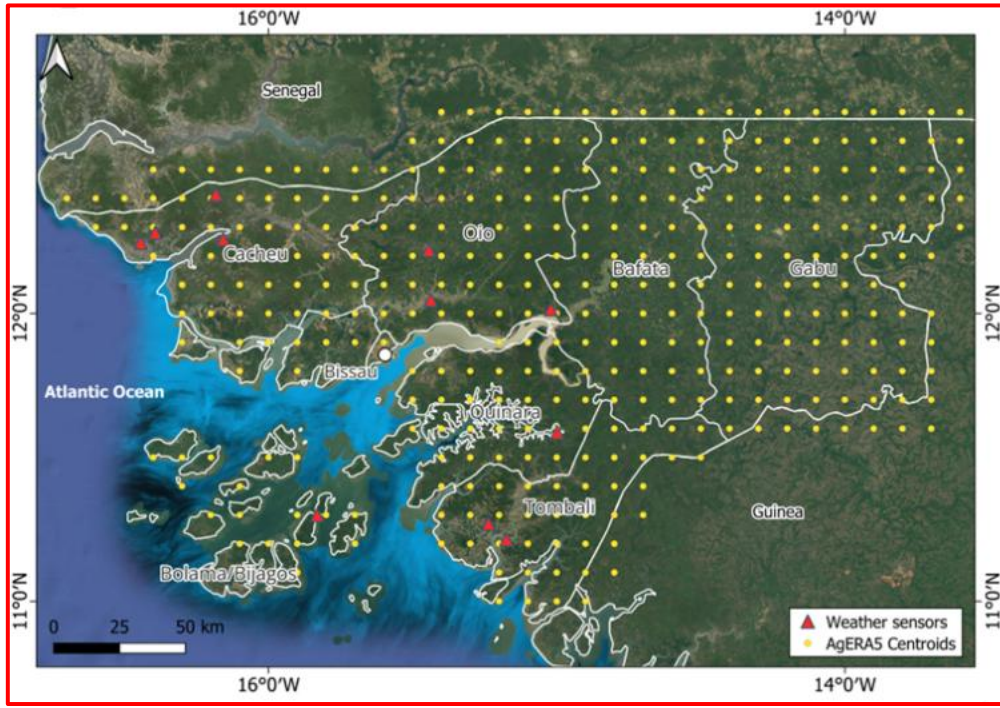 16°0'W 14°0'W
Senegal
Oio
Cacheu
Bafata
Gabu
12°0'N 12°0'N
Bissau
Atlantic Ocean
Quinara
Tombali
Guinea
Bolama/Bijagos
11°0'N 11°0'N
0 25 50 km
Weather sensors
AgERA5 Centroids
16°0'W 14°0'W